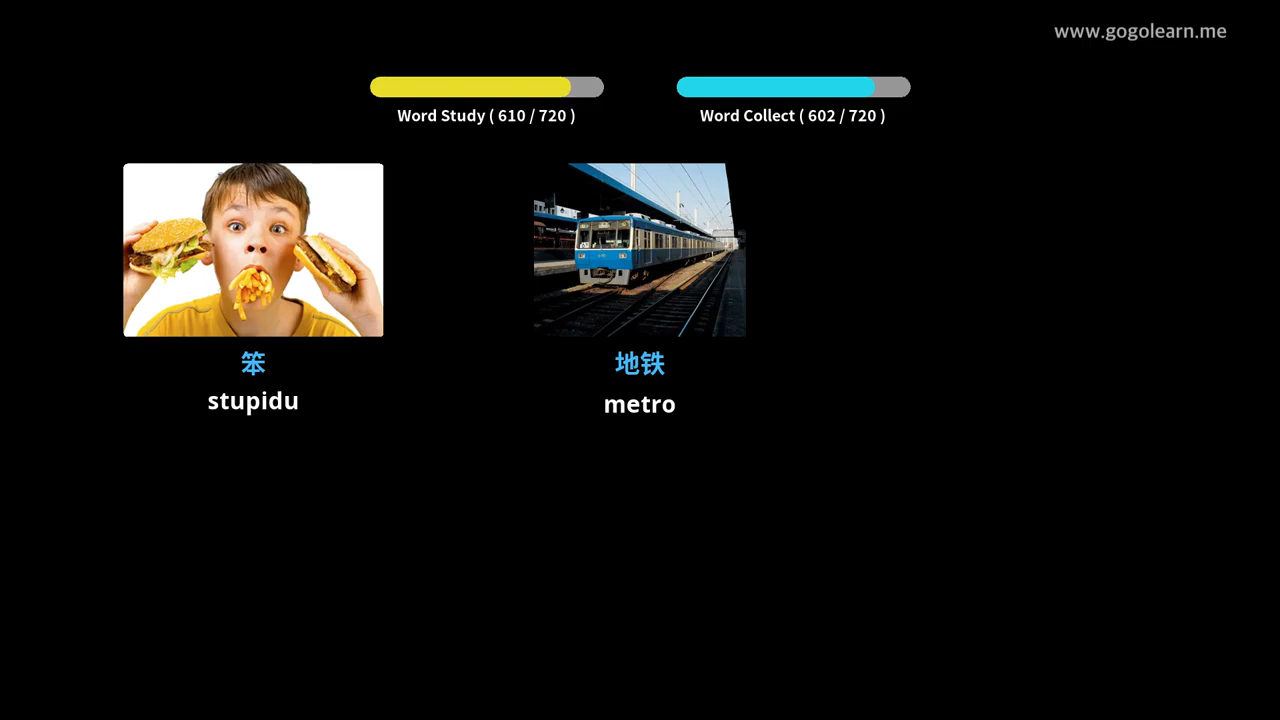 www.gogolearn.me
Word Study ( 610 / 720 )
Word Collect ( 602 / 720 )
笨
stupidu
地铁
metro